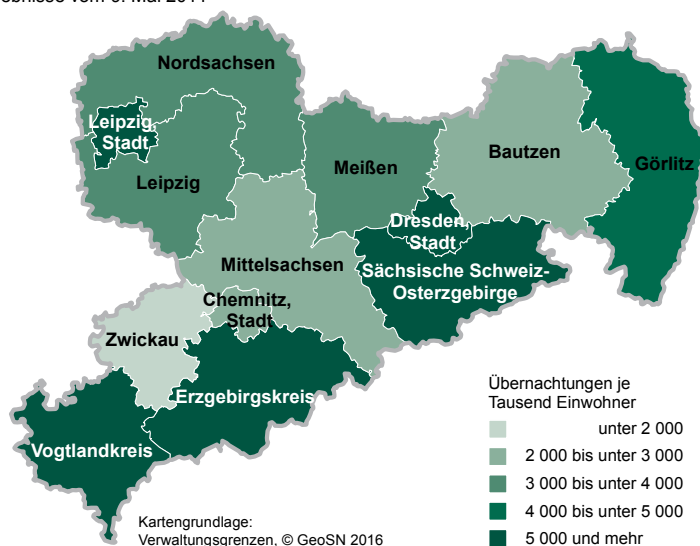 Nordsachsen
Leipzig,
Stadt
Leipzig
Meißen
Bautzen
Görlitz
Dresden,
Stadt
Mittelsachsen
Sächsische Schweiz-
Osterzgebirge
Chemnitz,
Stadt
Zwickau
Erzgebirgskreis
Vogtlandkreis
Übernachtungen je
Tausend Einwohner
unter 2 000
2 000 bis unter 3 000
3 000 bis unter 4 000
4 000 bis unter 5 000
5 000 und mehr
Kartengrundlage:
Verwaltungsgrenzen, © GeoSN 2016